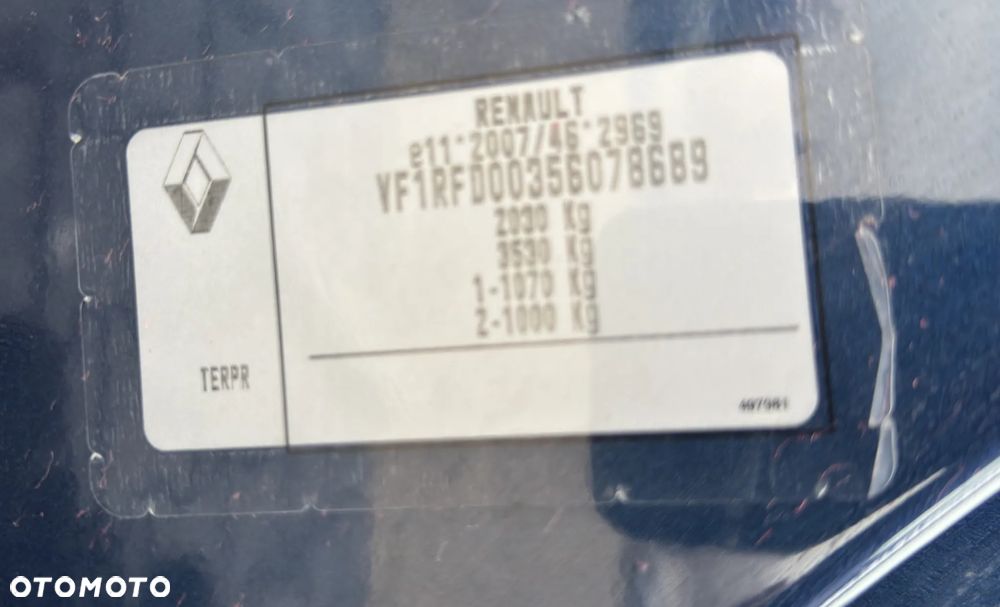 RENAULT
e11*2007/46*2969
VF1RFD00356078689
2030 Kg
3530 Kg
1-1070 Kg
2-1000 Kg
TERPR
497981
OTOMOTO